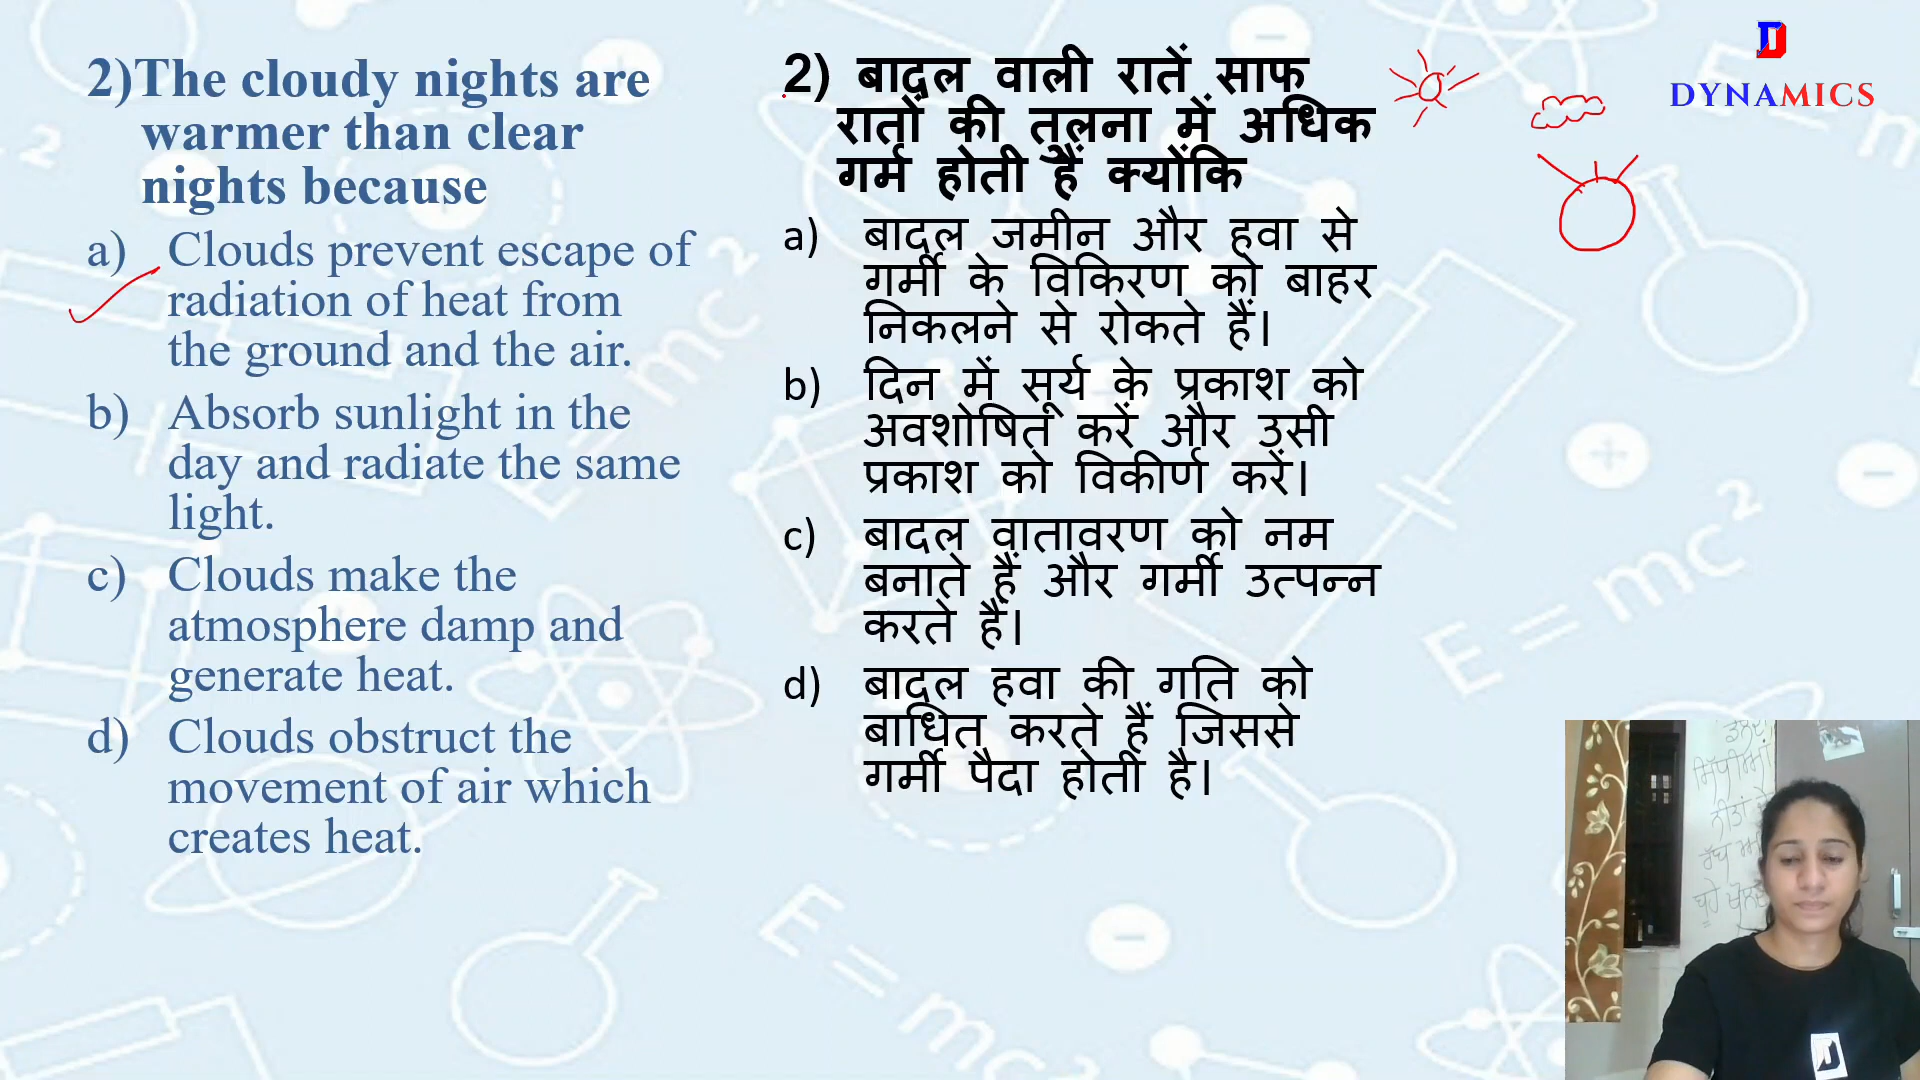 2)The cloudy nights are
warmer than clear
nights because
a) Clouds prevent escape of
radiation of heat from
the ground and the air.
b) Absorb sunlight in the
day and radiate the same
light.
c) Clouds make the
atmosphere damp and
generate heat.
d) Clouds obstruct the
movement of air which
creates heat.
2) बादल वाली रातें साफ
रातों की तुलना में अधिक
गर्म होती हैं क्योंकि
a) बादल जमीन और हवा से
गर्मी के विकिरण को बाहर
निकलने से रोकते हैं।
b) दिन में सूर्य के प्रकाश को
अवशोषित करें और उसी
प्रकाश को विकीर्ण करें।
c) बादल वातावरण को नम
बनाते हैं और गर्मी उत्पन्न
करते हैं।
d) बादल हवा की गति को
बाधित करते हैं जिससे
गर्मी पैदा होती है।
DYNAMICS
E = mc²
E = mc²
E = mc